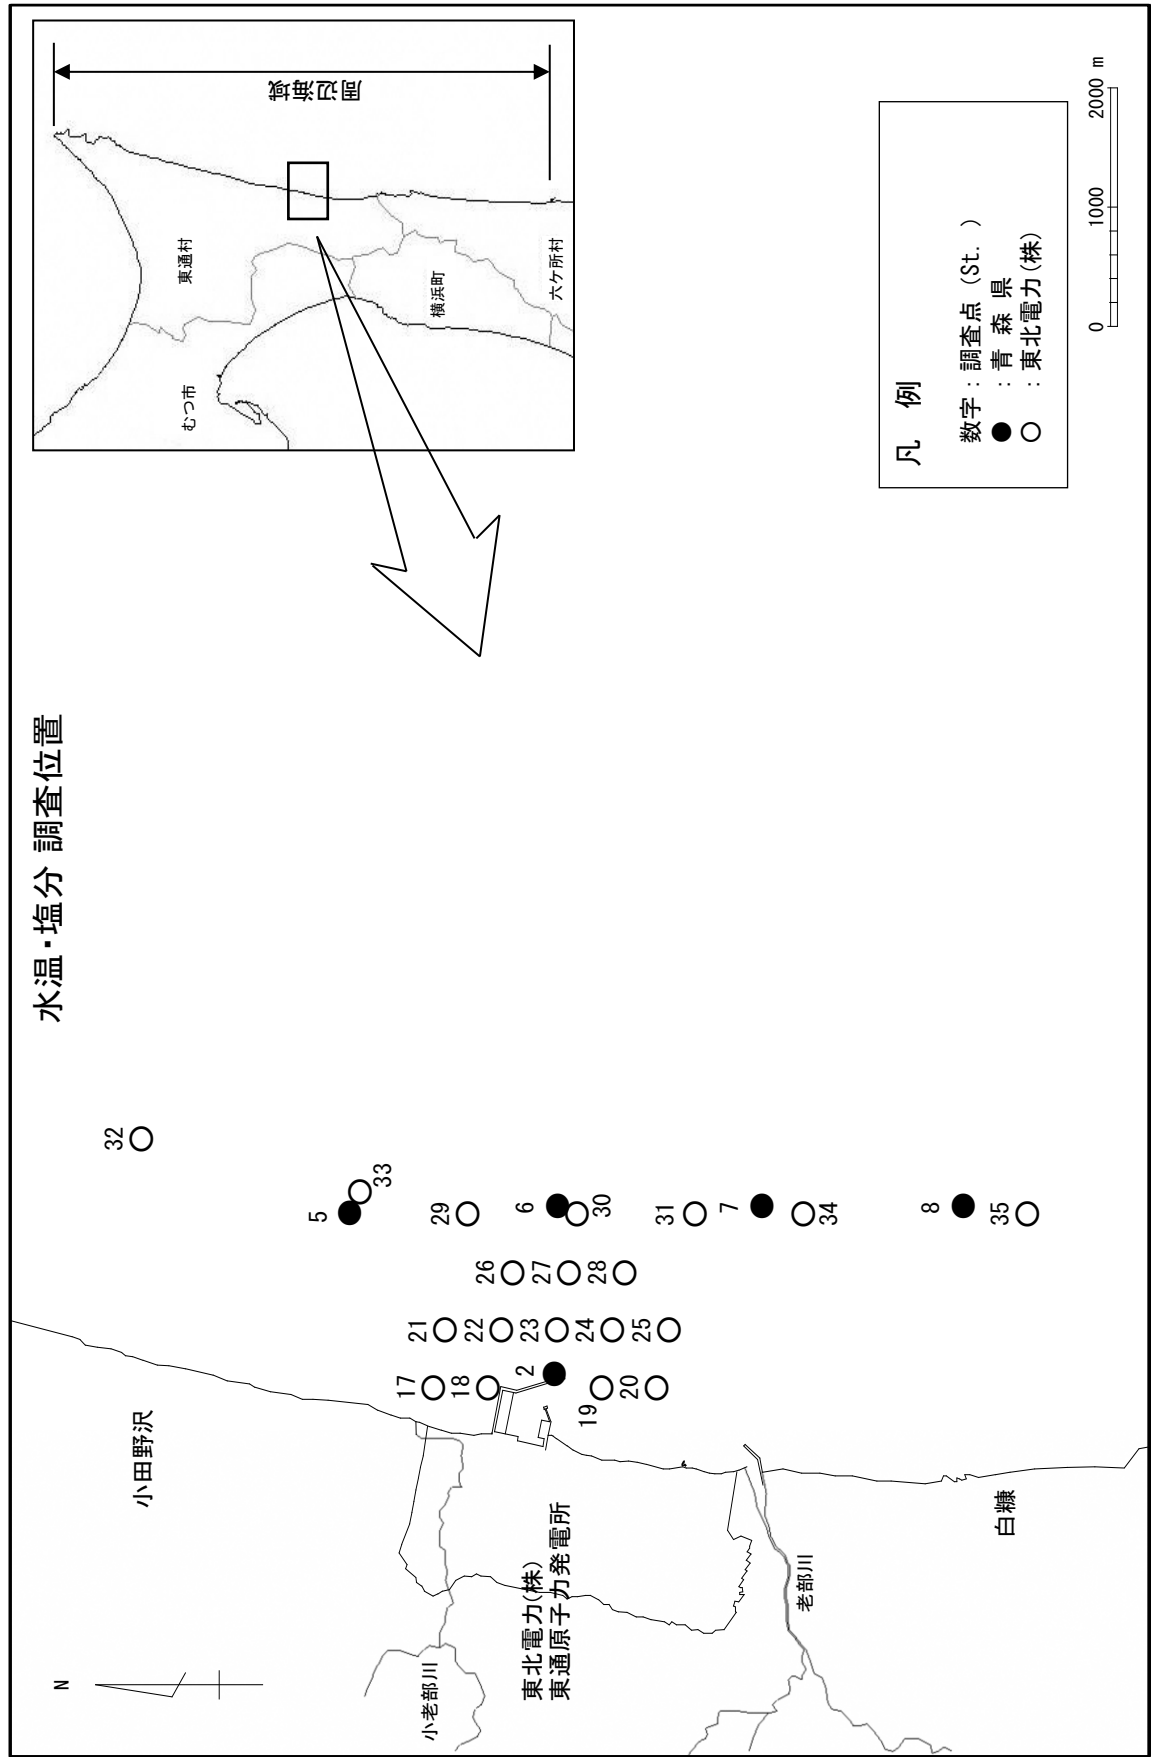 水温・塩分 調査位置
周辺海域
東通村
むつ市
横浜町
六ケ所村
N
小田野沢
小老部川
東北電力(株)
東通原子力発電所
老部川
白糠
32
5
33
29
6
30
31
7
34
8
35
26
27
28
21
22
23
24
25
17
18
2
19
20
凡 例
数字：調査点 (St. )
● ：青 森 県
○ ：東北電力(株)
0 1000 2000 m